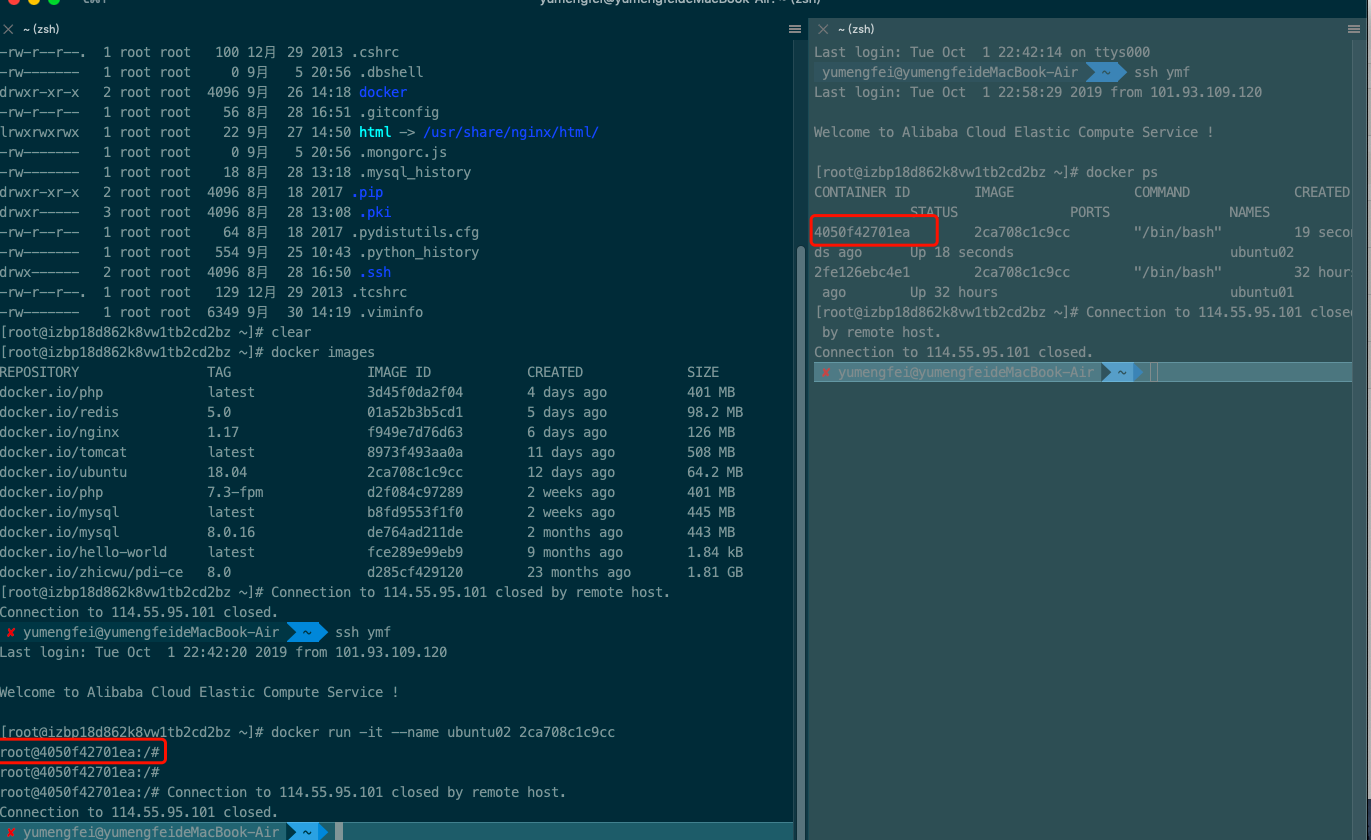 yumengfei@yumengfeideMacBook-Air: ~ (zsh)
~ (zsh)
-rw-r--r--. 1 root root 100 12月 29 2013 .cshrc
-rw------- 1 root root 0 9月 5 20:56 .dbshell
drwxr-xr-x 2 root root 4096 9月 26 14:18 docker
-rw-r--r-- 1 root root 56 8月 28 16:51 .gitconfig
lrwxrwxrwx 1 root root 22 9月 27 14:50 html -> /usr/share/nginx/html/
-rw------- 1 root root 0 9月 5 20:56 .mongorc.js
-rw------- 1 root root 18 8月 28 13:18 .mysql_history
drwxr-xr-x 2 root root 4096 8月 18 2017 .pip
drwxr----- 3 root root 4096 8月 28 13:08 .pki
-rw-r--r-- 1 root root 64 8月 18 2017 .pydistutils.cfg
-rw------- 1 root root 554 9月 25 10:43 .python_history
drwx------ 2 root root 4096 8月 28 16:50 .ssh
-rw-r--r--. 1 root root 129 12月 29 2013 .tcshrc
-rw------- 1 root root 6349 9月 30 14:19 .viminfo
[root@izbp18d862k8vw1tb2cd2bz ~]# clear
[root@izbp18d862k8vw1tb2cd2bz ~]# docker images
REPOSITORY TAG IMAGE ID CREATED SIZE
docker.io/php latest 3d45f0da2f04 4 days ago 401 MB
docker.io/redis 5.0 01a52b3b5cd1 5 days ago 98.2 MB
docker.io/nginx 1.17 f949e7d76d63 6 days ago 126 MB
docker.io/tomcat latest 8973f493aa0a 11 days ago 508 MB
docker.io/ubuntu 18.04 2ca708c1c9cc 12 days ago 64.2 MB
docker.io/php 7.3-fpm d2f084c97289 2 weeks ago 401 MB
docker.io/mysql latest b8fd9553f1f0 2 weeks ago 445 MB
docker.io/mysql 8.0.16 de764ad211de 2 months ago 443 MB
docker.io/hello-world latest fce289e99eb9 9 months ago 1.84 kB
docker.io/zhicwu/pdi-ce 8.0 d285cf429120 23 months ago 1.81 GB
[root@izbp18d862k8vw1tb2cd2bz ~]# Connection to 114.55.95.101 closed by remote host.
Connection to 114.55.95.101 closed.
✘ yumengfei@yumengfeideMacBook-Air ~ ssh ymf
Last login: Tue Oct 1 22:42:20 2019 from 101.93.109.120
Welcome to Alibaba Cloud Elastic Compute Service !
[root@izbp18d862k8vw1tb2cd2bz ~]# docker run -it --name ubuntu02 2ca708c1c9cc
root@4050f42701ea:/#
root@4050f42701ea:/#
root@4050f42701ea:/# Connection to 114.55.95.101 closed by remote host.
Connection to 114.55.95.101 closed.
✘ yumengfei@yumengfeideMacBook-Air ~
~ (zsh)
Last login: Tue Oct 1 22:42:14 on ttys000
yumengfei@yumengfeideMacBook-Air ~ ssh ymf
Last login: Tue Oct 1 22:58:29 2019 from 101.93.109.120
Welcome to Alibaba Cloud Elastic Compute Service !
[root@izbp18d862k8vw1tb2cd2bz ~]# docker ps
CONTAINER ID IMAGE COMMAND CREATED
STATUS PORTS NAMES
4050f42701ea 2ca708c1c9cc "/bin/bash" 19 secon
ds ago Up 18 seconds ubuntu02
2fe126ebc4e1 2ca708c1c9cc "/bin/bash" 32 hours
ago Up 32 hours ubuntu01
[root@izbp18d862k8vw1tb2cd2bz ~]# Connection to 114.55.95.101 closed
by remote host.
Connection to 114.55.95.101 closed.
✘ yumengfei@yumengfeideMacBook-Air ~